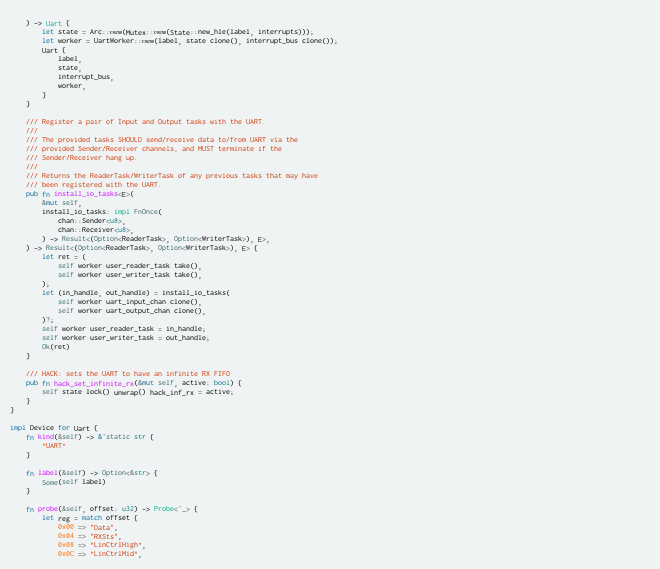 ) -> Uart {
let state = Arc::new(Mutex::new(State::new_hle(label, interrupts)));
let worker = UartWorker::new(label, state clone(), interrupt_bus clone());
Uart {
label,
state,
interrupt_bus,
worker,
}
}
/// Register a pair of Input and Output tasks with the UART.
///
/// The provided tasks SHOULD send/receive data to/from UART via the
/// provided Sender/Receiver channels, and MUST terminate if the
/// Sender/Receiver hang up.
///
/// Returns the ReaderTask/WriterTask of any previous tasks that may have
/// been registered with the UART.
pub fn install_io_tasks<E>(
&mut self,
install_io_tasks: impl FnOnce(
chan::Sender<u8>,
chan::Receiver<u8>,
) -> Result<(Option<ReaderTask>, Option<WriterTask>), E>,
) -> Result<(Option<ReaderTask>, Option<WriterTask>), E> {
let ret = (
self worker user_reader_task take(),
self worker user_writer_task take(),
);
let (in_handle, out_handle) = install_io_tasks(
self worker uart_input_chan clone(),
self worker uart_output_chan clone(),
)?;
self worker user_reader_task = in_handle;
self worker user_writer_task = out_handle;
Ok(ret)
}
/// HACK: sets the UART to have an infinite RX FIFO
pub fn hack_set_infinite_rx(&mut self, active: bool) {
self state lock() unwrap() hack_inf_rx = active;
}
}
impl Device for Uart {
fn kind(&self) -> &'static str {
"UART"
}
fn label(&self) -> Option<&str> {
Some(self label)
}
fn probe(&self, offset: u32) -> Probe<'_> {
let reg = match offset {
0x00 => "Data",
0x04 => "RXSts",
0x08 => "LinCtrlHigh",
0x0C => "LinCtrlMid",